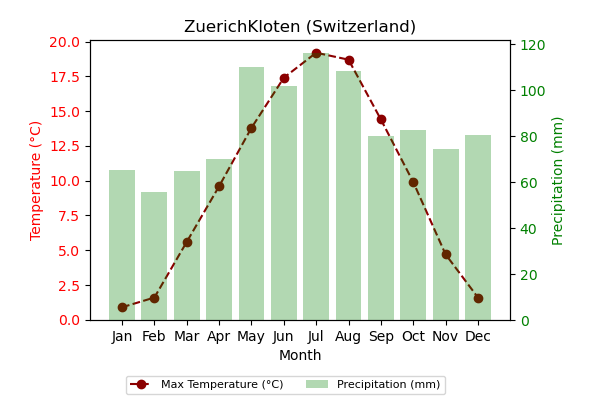 ZuerichKloten (Switzerland)
20.0
17.5
15.0
12.5
10.0
7.5
5.0
2.5
0.0
Temperature (°C)
120
100
80
60
40
20
0
Precipitation (mm)
Jan Feb Mar Apr May Jun Jul Aug Sep Oct Nov Dec
Month
Max Temperature (°C) Precipitation (mm)